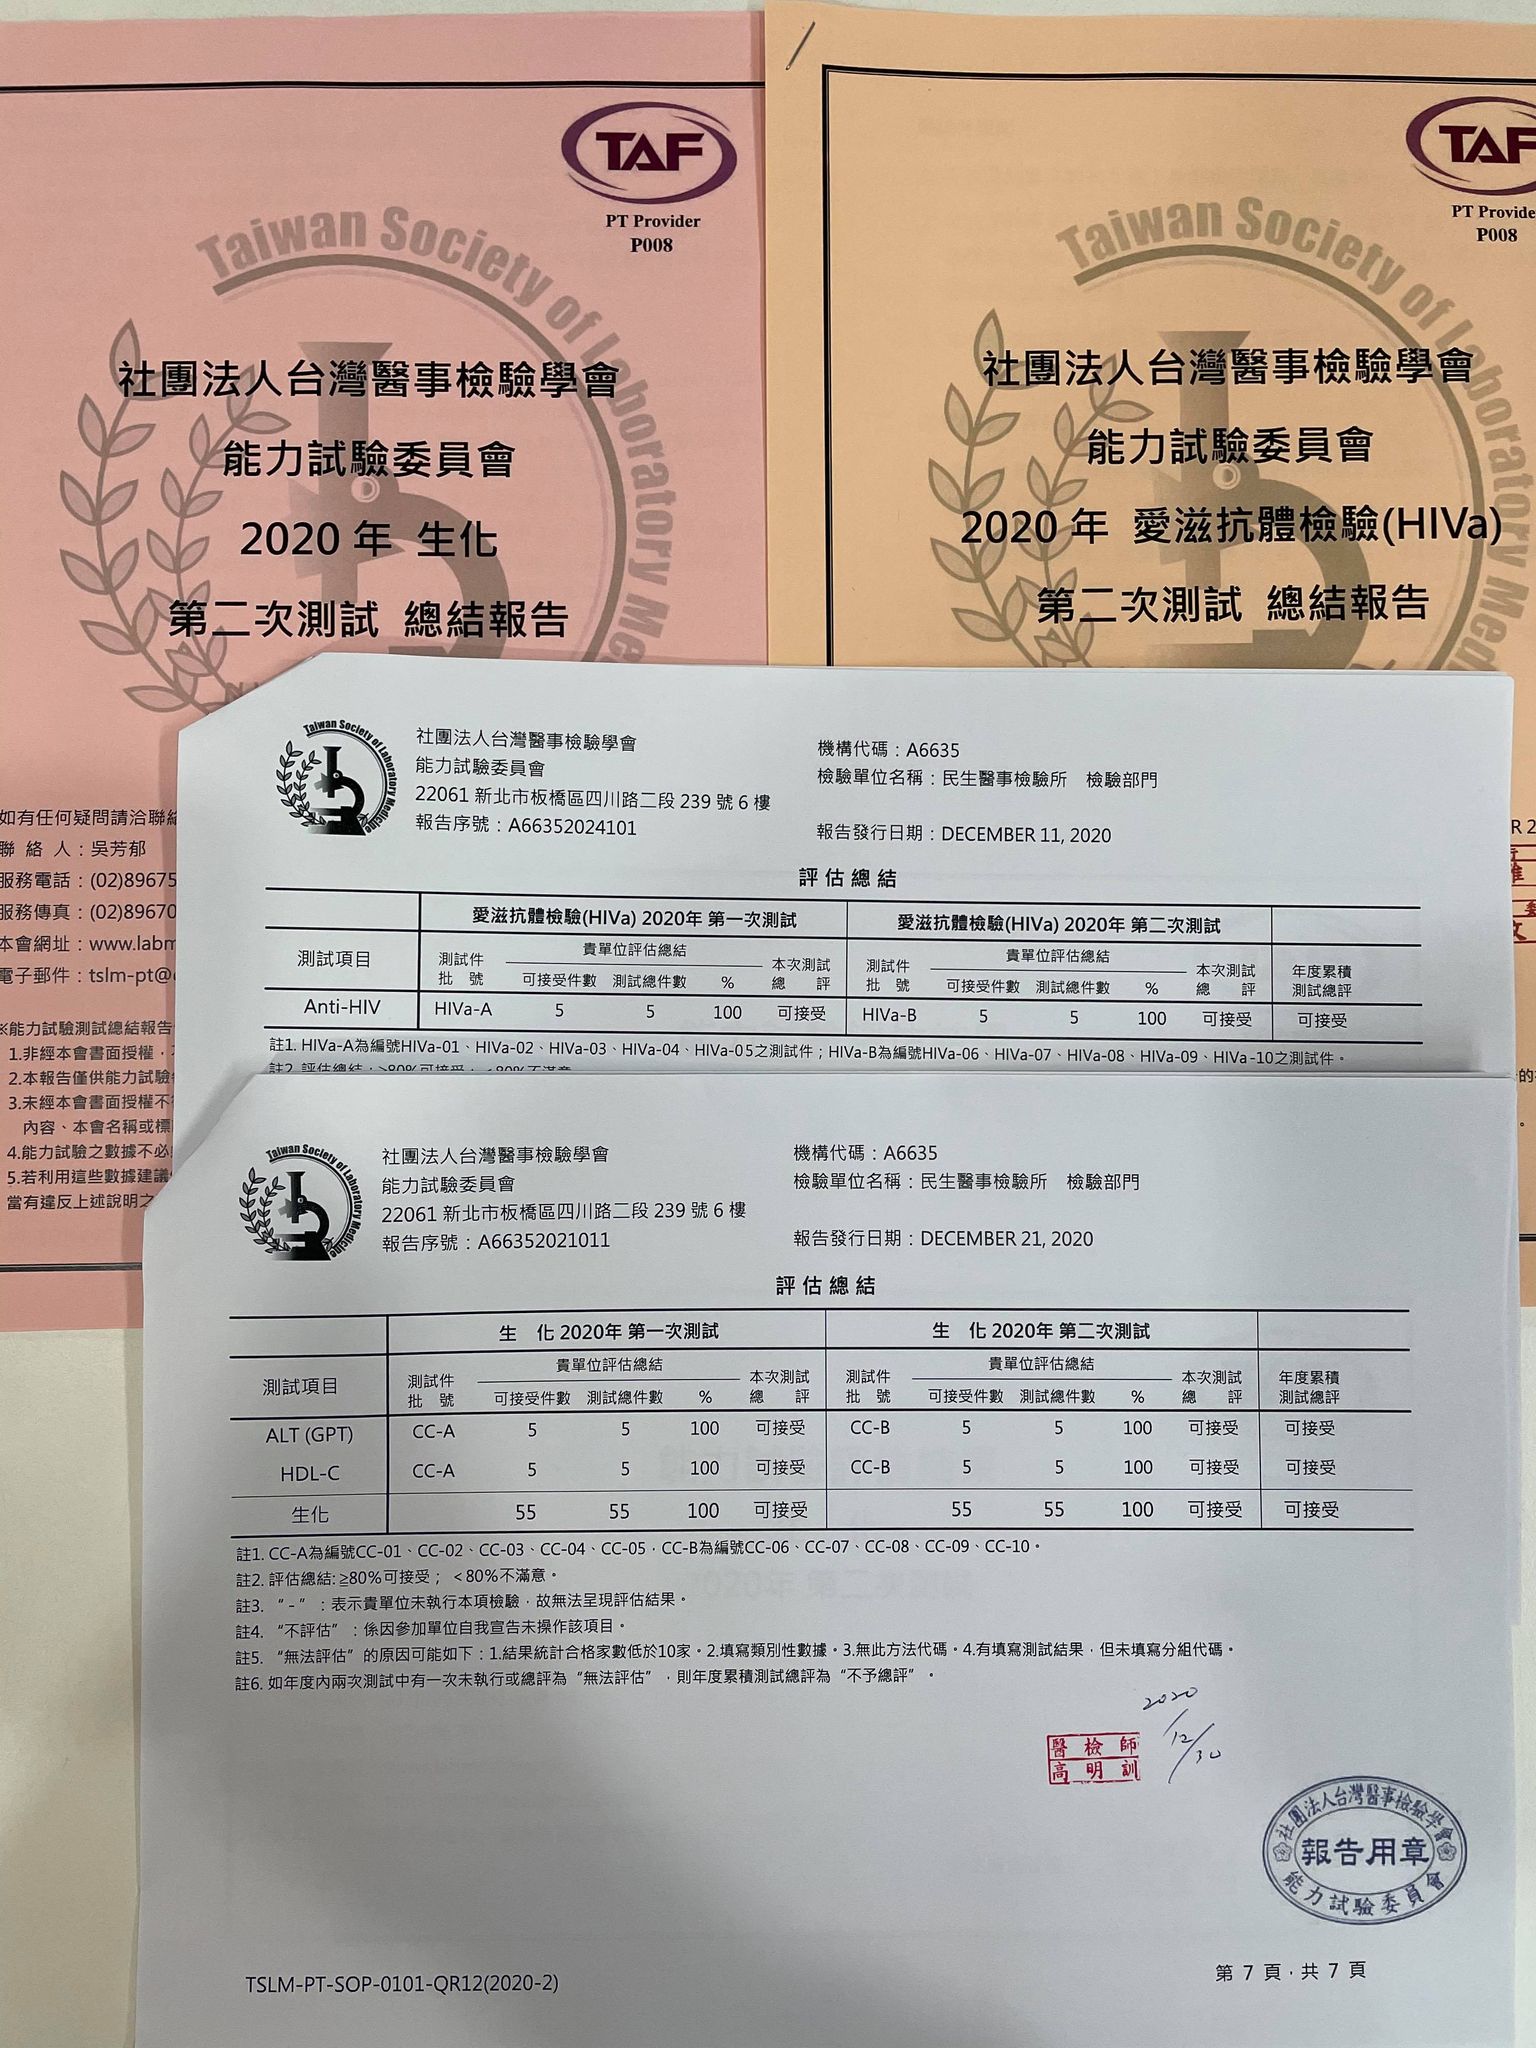 TAF
PT Provider
P008
Taiwan Society of Laboratory Med
社團法人台灣醫事檢驗學會
能力試驗委員會
2020 年 生化
第二次測試 總結報告
如有任何疑問請洽聯絡
聯 絡 人：吳芳郁
服務電話：(02)8967
服務傳真：(02)8967
本會網址：www.labm
電子郵件：tslm-pt@
※能力試驗測試總結報告
1.非經本會書面授權，
2.本報告僅供能力試驗
3.未經本會書面授權不
內容、本會名稱或標
4.能力試驗之數據不必
5.若利用這些數據建議
當有違反上述說明之
TAF
PT Provide
P008
Taiwan Society of Laboratory Med
社團法人台灣醫事檢驗學會
能力試驗委員會
2020 年 愛滋抗體檢驗(HIVa)
第二次測試 總結報告
R 2
的
Taiwan Society of Laboratory Medicine
社團法人台灣醫事檢驗學會
能力試驗委員會
22061 新北市板橋區四川路二段 239 號 6 樓
報告序號：A66352024101
機構代碼：A6635
檢驗單位名稱：民生醫事檢驗所 檢驗部門
報告發行日期：DECEMBER 11, 2020
評 估 總 結
愛滋抗體檢驗(HIVa) 2020年 第一次測試 愛滋抗體檢驗(HIVa) 2020年 第二次測試
測試項目 測試件 貴單位評估總結 本次測試 測試件 貴單位評估總結 本次測試 年度累積
批 號 可接受件數 測試總件數 % 總 評 批 號 可接受件數 測試總件數 % 總 評 測試總評
Anti-HIV HIVa-A 5 5 100 可接受 HIVa-B 5 5 100 可接受 可接受
註1. HIVa-A為編號HIVa-01、HIVa-02、HIVa-03、HIVa-04、HIVa-05之測試件；HIVa-B為編號HIVa-06、HIVa-07、HIVa-08、HIVa-09、HIVa-10之測試件。
註2. 評估總結：≥80%可接受；＜80%不滿意
Taiwan Society of Laboratory Medicine
社團法人台灣醫事檢驗學會
能力試驗委員會
22061 新北市板橋區四川路二段 239 號 6 樓
報告序號：A66352021011
機構代碼：A6635
檢驗單位名稱：民生醫事檢驗所 檢驗部門
報告發行日期：DECEMBER 21, 2020
評 估 總 結
生 化 2020年 第一次測試 生 化 2020年 第二次測試
測試項目 測試件 貴單位評估總結 本次測試 測試件 貴單位評估總結 本次測試 年度累積
批 號 可接受件數 測試總件數 % 總 評 批 號 可接受件數 測試總件數 % 總 評 測試總評
ALT (GPT) CC-A 5 5 100 可接受 CC-B 5 5 100 可接受 可接受
HDL-C CC-A 5 5 100 可接受 CC-B 5 5 100 可接受 可接受
生化 55 55 100 可接受 55 55 100 可接受 可接受
註1. CC-A為編號CC-01、CC-02、CC-03、CC-04、CC-05，CC-B為編號CC-06、CC-07、CC-08、CC-09、CC-10。
註2. 評估總結:≧80%可接受； ＜80%不滿意。
註3. “ - ” ：表示貴單位未執行本項檢驗，故無法呈現評估結果。
註4. “不評估” ：係因參加單位自我宣告未操作該項目。
註5. “無法評估” 的原因可能如下：1.結果統計合格家數低於10家。2.填寫類別性數據。3.無此方法代碼。4.有填寫測試結果，但未填寫分組代碼。
註6. 如年度內兩次測試中有一次未執行或總評為“無法評估”，則年度累積測試總評為“不予總評”。
2020
12/30
醫檢師
高明訓
社團法人台灣醫事檢驗學會
報告用章
能力試驗委員會
TSLM-PT-SOP-0101-QR12(2020-2)
第 7 頁，共 7 頁